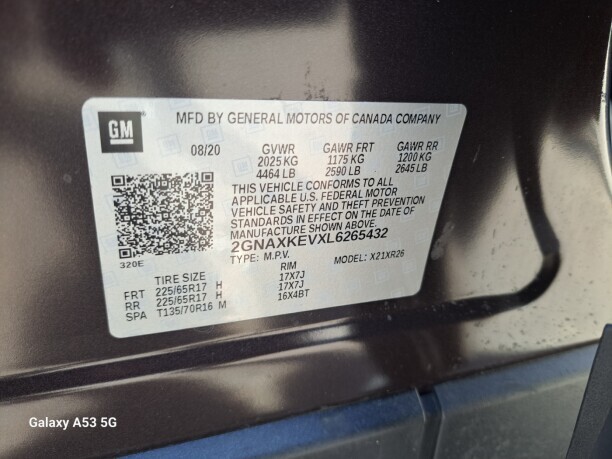 GM
MFD BY GENERAL MOTORS OF CANADA COMPANY
08/20 GVWR GAWR FRT GAWR RR
2025 KG 1175 KG 1200 KG
4464 LB 2590 LB 2645 LB
THIS VEHICLE CONFORMS TO ALL
APPLICABLE U.S. FEDERAL MOTOR
VEHICLE SAFETY AND THEFT PREVENTION
STANDARDS IN EFFECT ON THE DATE OF
MANUFACTURE SHOWN ABOVE.
2GNAXKEVXL6265432
320E TYPE: M.P.V. MODEL: X21XR26
TIRE SIZE RIM
FRT 225/65R17 H 17X7J
RR 225/65R17 H 17X7J
SPA T135/70R16 M 16X4BT
Galaxy A53 5G